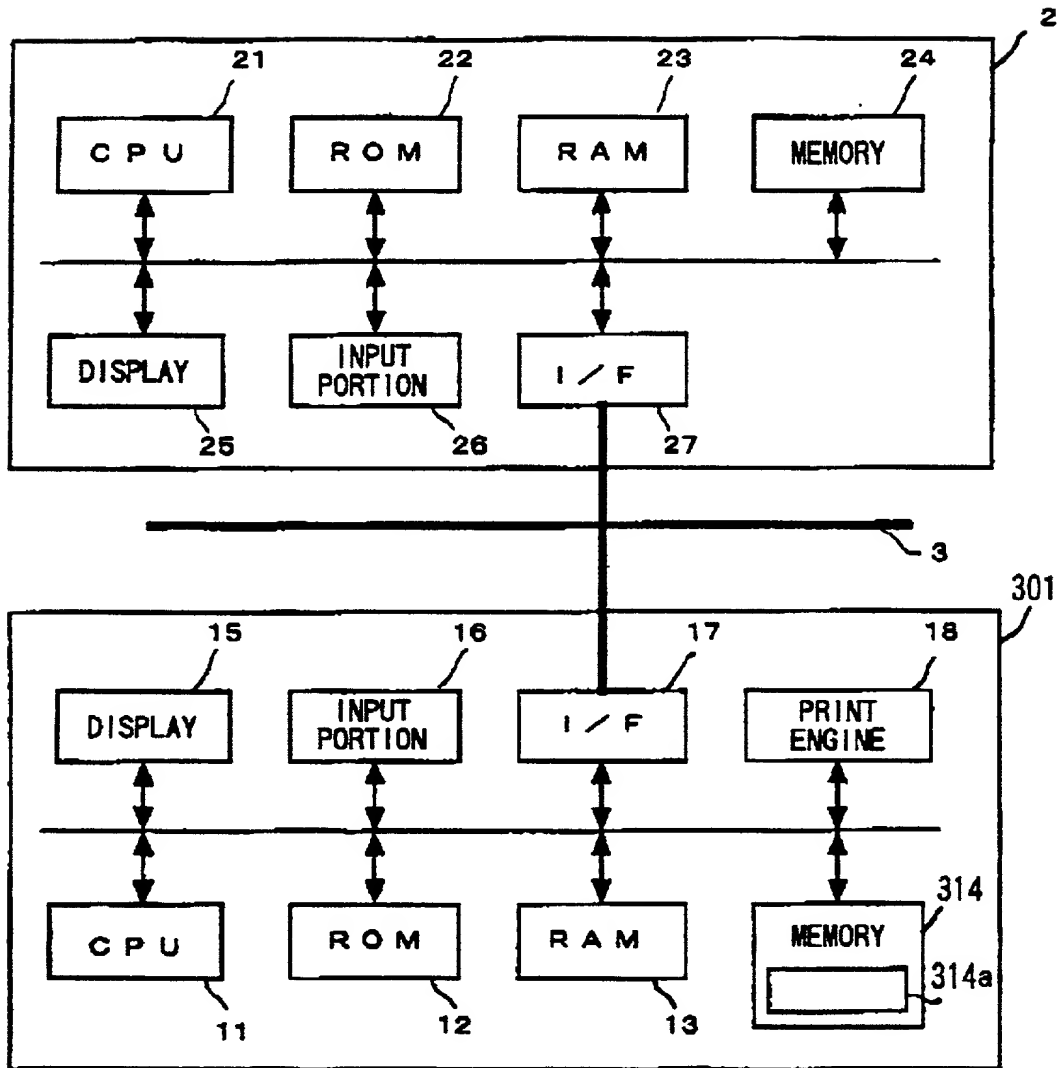 2
21 22 23 24
CPU ROM RAM MEMORY
DISPLAY INPUT PORTION I/F
25 26 27
3
301
15 16 17 18
DISPLAY INPUT PORTION I/F PRINT ENGINE
314
CPU ROM RAM MEMORY
314a
11 12 13